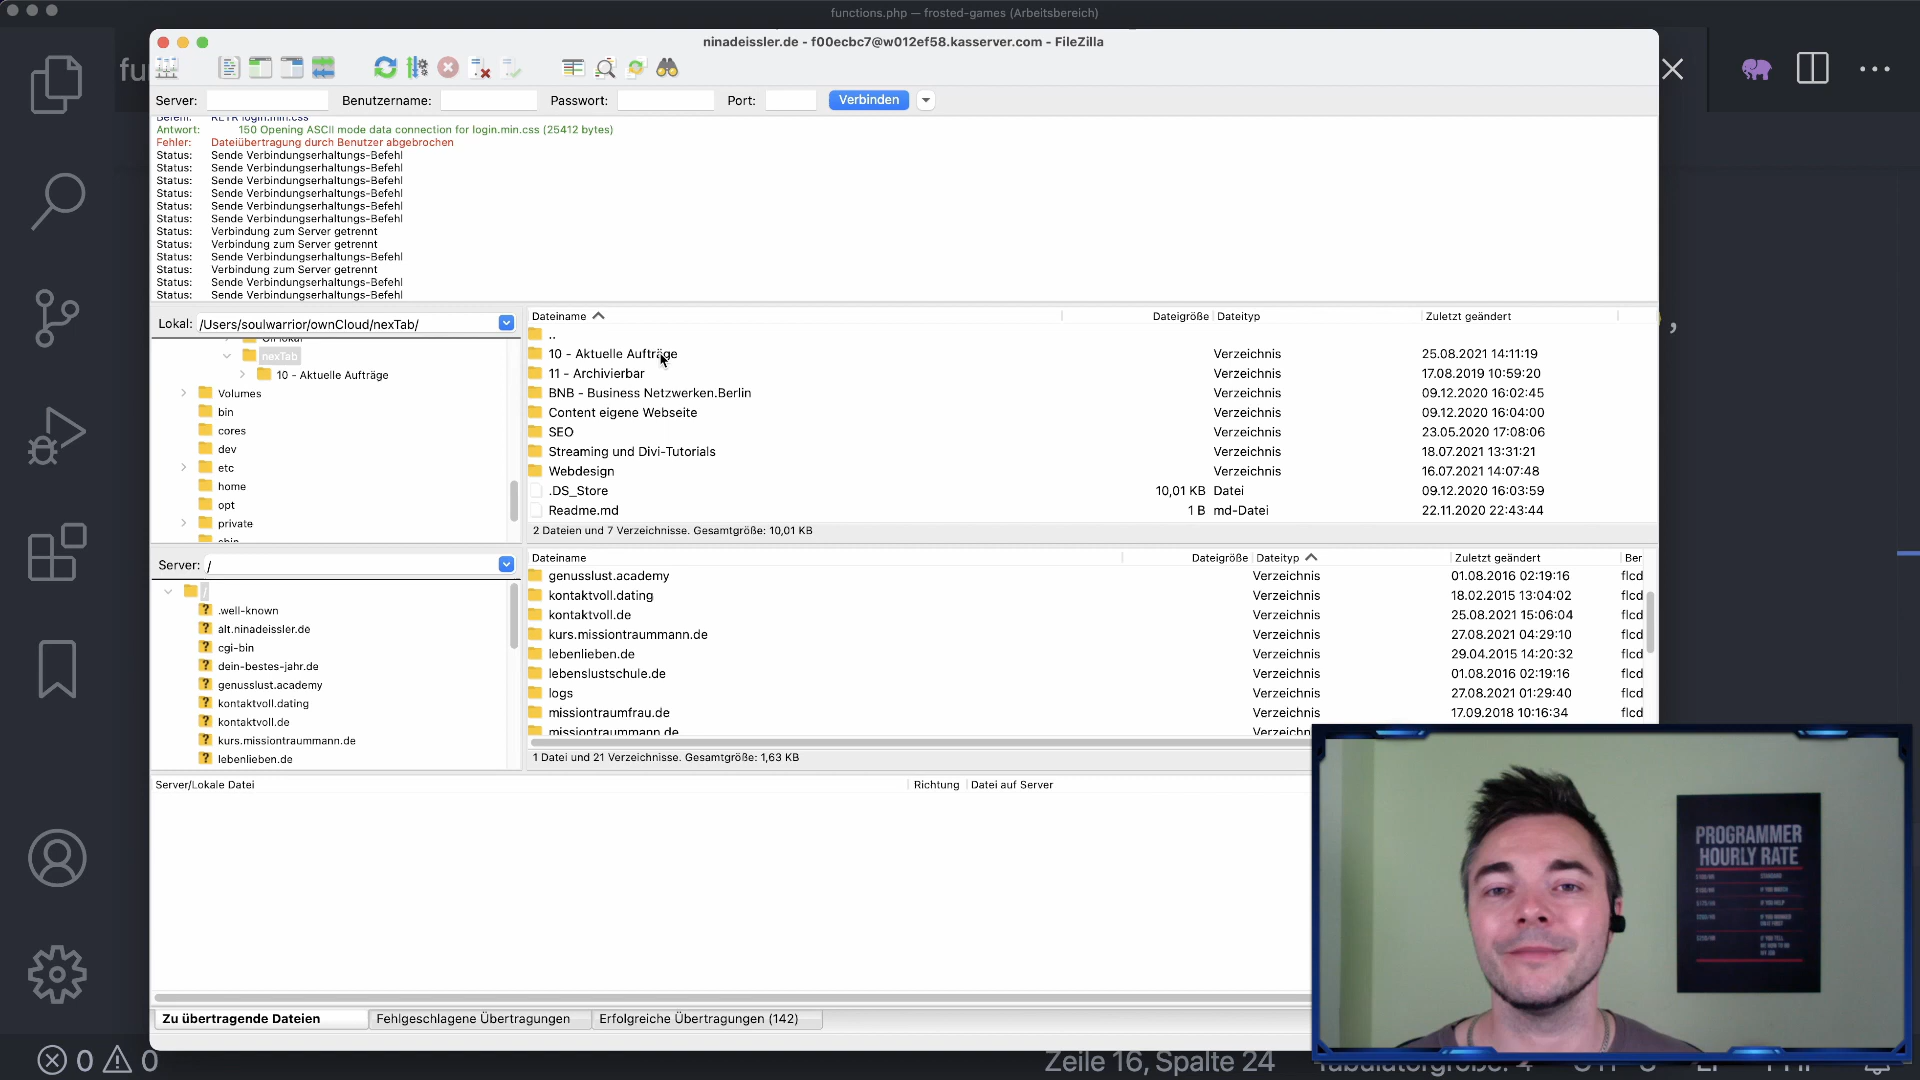 functions.php — frosted-games (Arbeitsbereich)
ninadeissler.de - f00ecbc7@w012ef58.kasserver.com - FileZilla
Server:
Benutzername:
Passwort:
Port:
Verbinden
Befehl: RETR login.min.css
Antwort: 150 Opening ASCII mode data connection for login.min.css (25412 bytes)
Fehler: Dateiübertragung durch Benutzer abgebrochen
Status: Sende Verbindungserhaltungs-Befehl
Status: Sende Verbindungserhaltungs-Befehl
Status: Sende Verbindungserhaltungs-Befehl
Status: Sende Verbindungserhaltungs-Befehl
Status: Sende Verbindungserhaltungs-Befehl
Status: Sende Verbindungserhaltungs-Befehl
Status: Verbindung zum Server getrennt
Status: Verbindung zum Server getrennt
Status: Sende Verbindungserhaltungs-Befehl
Status: Verbindung zum Server getrennt
Status: Sende Verbindungserhaltungs-Befehl
Status: Sende Verbindungserhaltungs-Befehl
Lokal: /Users/soulwarrior/ownCloud/nexTab/
nexTab
10 - Aktuelle Aufträge
Volumes
bin
cores
dev
etc
home
opt
private
Dateiname Dateigröße Dateityp Zuletzt geändert
..
10 - Aktuelle Aufträge Verzeichnis 25.08.2021 14:11:19
11 - Archivierbar Verzeichnis 17.08.2019 10:59:20
BNB - Business Netzwerken.Berlin Verzeichnis 09.12.2020 16:02:45
Content eigene Webseite Verzeichnis 09.12.2020 16:04:00
SEO Verzeichnis 23.05.2020 17:08:06
Streaming und Divi-Tutorials Verzeichnis 18.07.2021 13:31:21
Webdesign Verzeichnis 16.07.2021 14:07:48
.DS_Store 10,01 KB Datei 09.12.2020 16:03:59
Readme.md 1 B md-Datei 22.11.2020 22:43:44
2 Dateien und 7 Verzeichnisse. Gesamtgröße: 10,01 KB
Server: /
/
.well-known
alt.ninadeissler.de
cgi-bin
dein-bestes-jahr.de
genusslust.academy
kontaktvoll.dating
kontaktvoll.de
kurs.missiontraummann.de
lebenlieben.de
Dateiname Dateigröße Dateityp Zuletzt geändert Ber
genusslust.academy Verzeichnis 01.08.2016 02:19:16 flcd
kontaktvoll.dating Verzeichnis 18.02.2015 13:04:02 flcd
kontaktvoll.de Verzeichnis 25.08.2021 15:06:04 flcd
kurs.missiontraummann.de Verzeichnis 27.08.2021 04:29:10 flcd
lebenlieben.de Verzeichnis 29.04.2015 14:20:32 flcd
lebenslustschule.de Verzeichnis 01.08.2016 02:19:16 flcd
logs Verzeichnis 27.08.2021 01:29:40 flcd
missiontraumfrau.de Verzeichnis 17.09.2018 10:16:34 flcd
missiontraummann.de
1 Datei und 21 Verzeichnisse. Gesamtgröße: 1,63 KB
Server/Lokale Datei Richtung Datei auf Server
Zu übertragende Dateien
Fehlgeschlagene Übertragungen
Erfolgreiche Übertragungen (142)
PROGRAMMER
HOURLY RATE
0 0
Zeile 16, Spalte 24